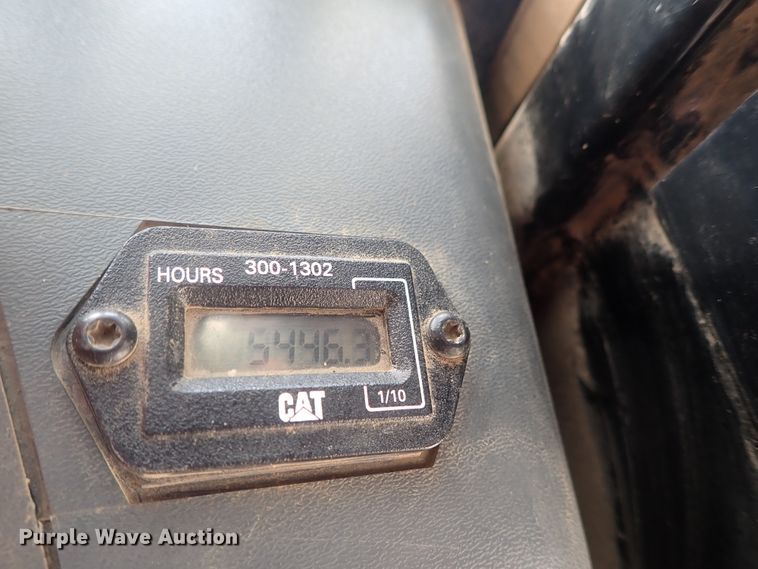 HOURS 300-1302
5446.3
CAT
1/10
Purple Wave Auction